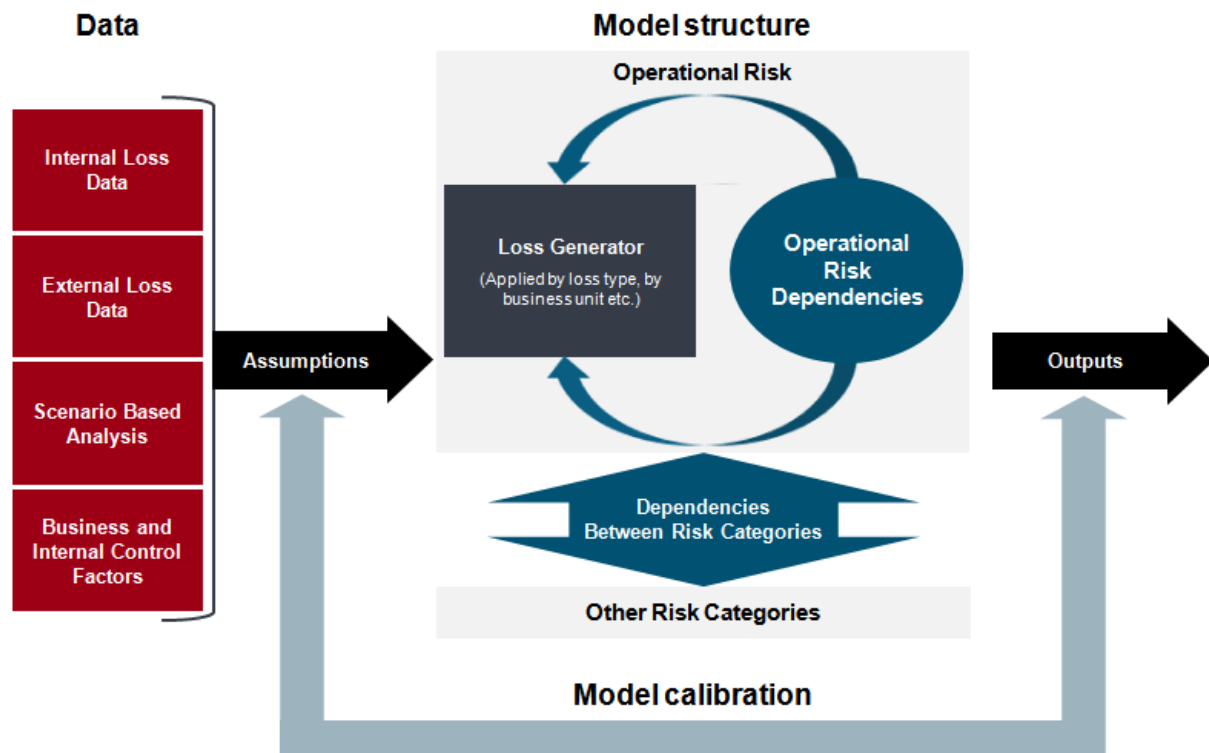 Data
Internal Loss
Data
External Loss
Data
Scenario Based
Analysis
Business and
Internal Control
Factors
Assumptions
Model structure
Operational Risk
Loss Generator
(Applied by loss type, by
business unit etc.)
Operational
Risk
Dependencies
Dependencies
Between Risk Categories
Other Risk Categories
Outputs
Model calibration